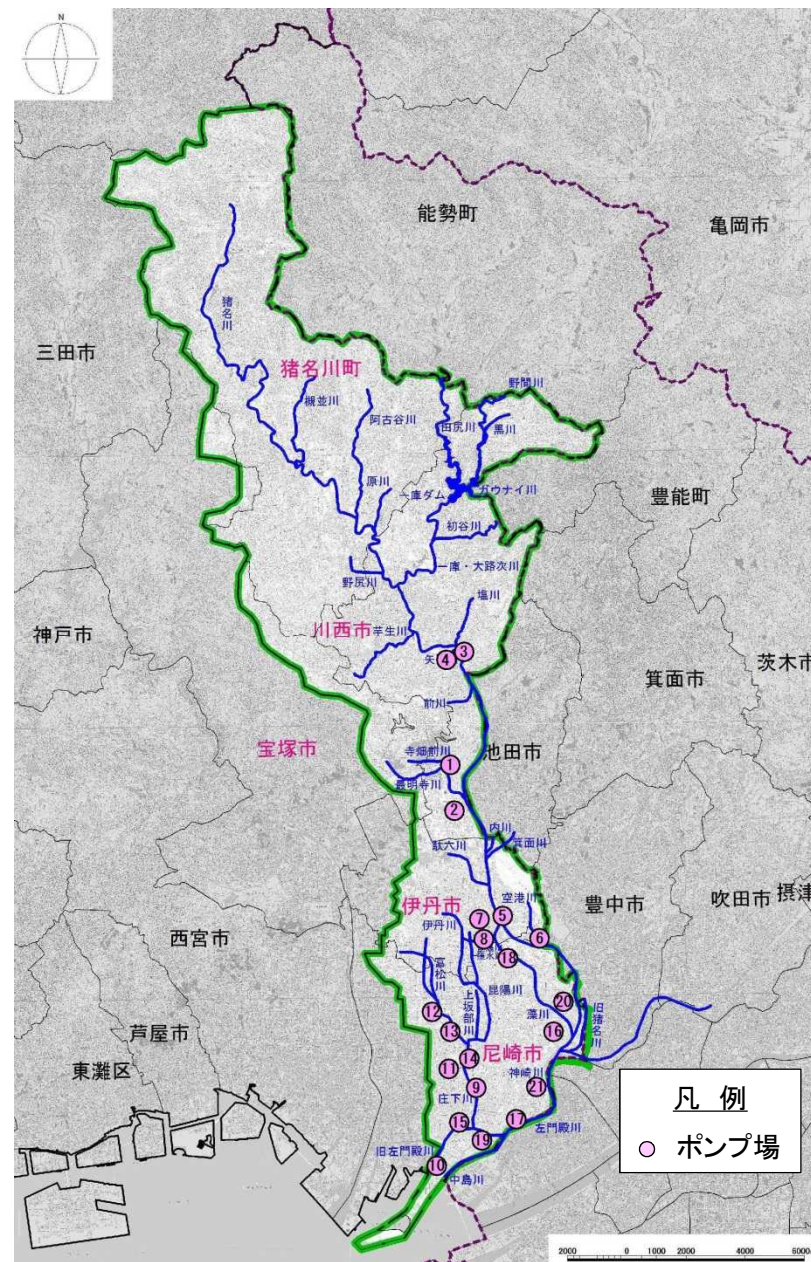 N
能勢町
亀岡市
猪名川
三田市
猪名川町
野間川
槻並川
阿古谷川
田尻川
黒川
原川
一庫ダム
ガウナイ川
豊能町
初谷川
一庫・大路次川
野尻川
塩川
神戸市
川西市
芋生川
茨木市
矢
4
3
箕面市
前川
宝塚市
寺畑前川
1
池田市
最明寺川
2
内川
箕面川
駄六川
伊丹市
空港川
豊中市
吹田市
摂津
7
5
伊丹川
8
6
西宮市
18
富松川
昆陽川
上坂部川
藻川
20
旧猪名川
12
芦屋市
13
16
尼崎市
東灘区
14
11
神崎川
9
21
庄下川
凡 例
15
17
左門殿川
ポンプ場
19
旧左門殿川
10
中島川
2000 0 1000 2000 4000 6000